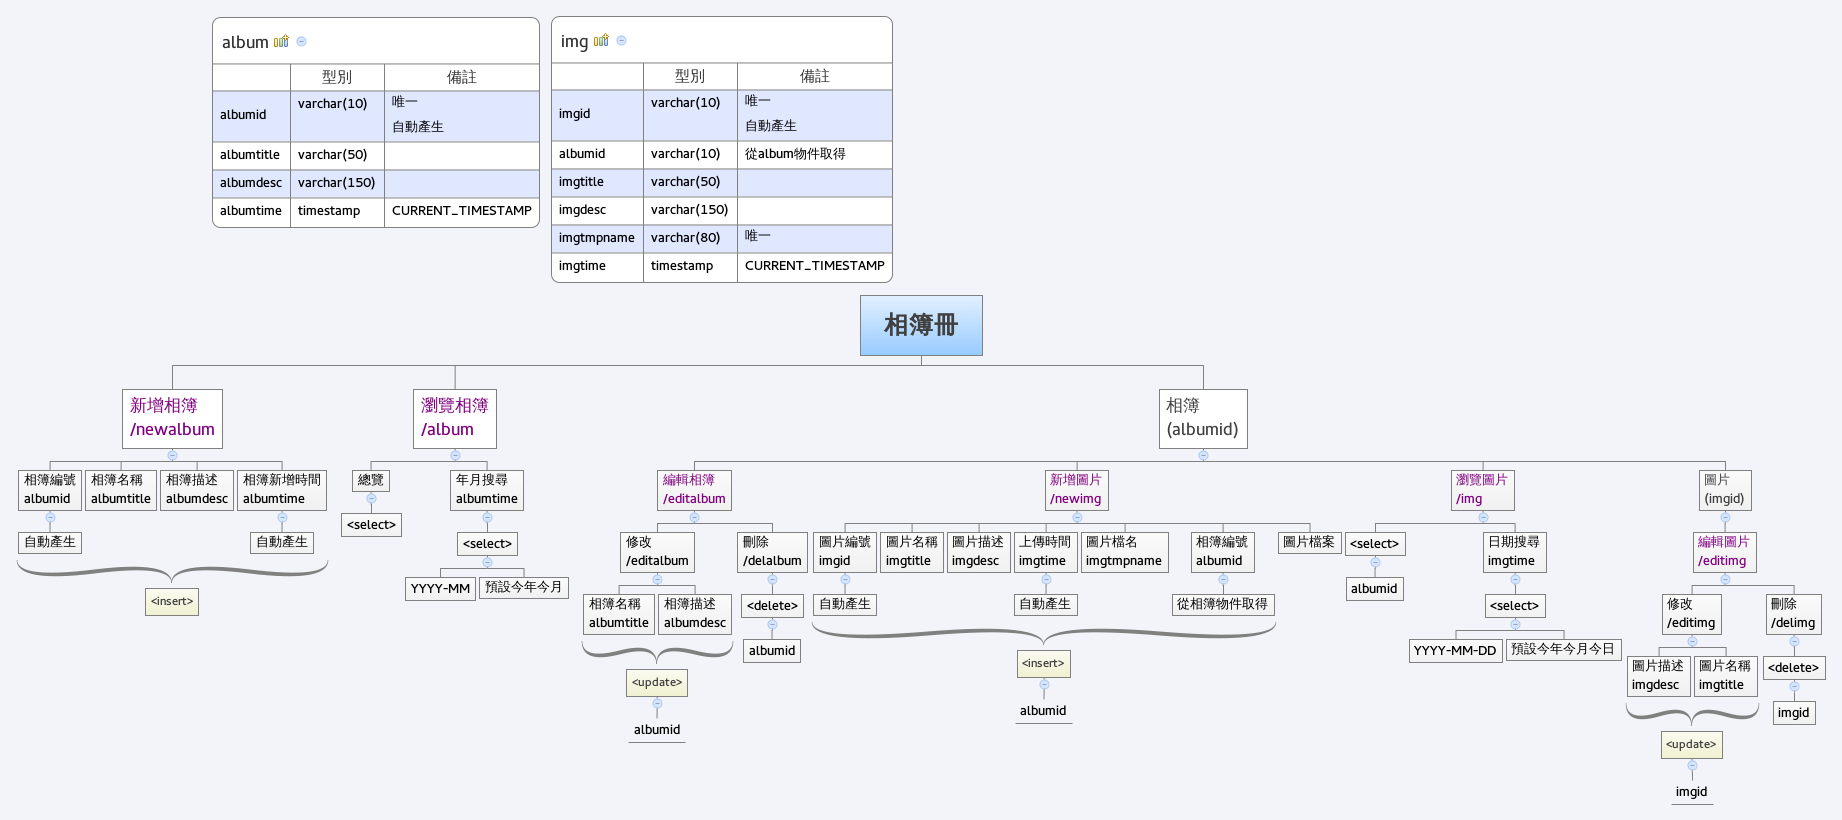 album
型別 備註
albumid varchar(10) 唯一
自動產生
albumtitle varchar(50)
albumdesc varchar(150)
albumtime timestamp CURRENT_TIMESTAMP
img
型別 備註
imgid varchar(10) 唯一
自動產生
albumid varchar(10) 從album物件取得
imgtitle varchar(50)
imgdesc varchar(150)
imgtmpname varchar(80) 唯一
imgtime timestamp CURRENT_TIMESTAMP
相簿冊
新增相簿
/newalbum
相簿編號
albumid
自動產生
相簿名稱
albumtitle
相簿描述
albumdesc
相簿新增時間
albumtime
自動產生
<insert>
瀏覽相簿
/album
總覽
<select>
年月搜尋
albumtime
<select>
YYYY-MM
預設今年今月
相簿
(albumid)
編輯相簿
/editalbum
修改
/editalbum
相簿名稱
albumtitle
相簿描述
albumdesc
<update>
albumid
刪除
/delalbum
<delete>
albumid
新增圖片
/newimg
圖片編號
imgid
自動產生
圖片名稱
imgtitle
圖片描述
imgdesc
上傳時間
imgtime
自動產生
圖片檔名
imgtmpname
相簿編號
albumid
從相簿物件取得
圖片檔案
<insert>
albumid
瀏覽圖片
/img
<select>
albumid
日期搜尋
imgtime
<select>
YYYY-MM-DD
預設今年今月今日
圖片
(imgid)
編輯圖片
/editimg
修改
/editimg
圖片描述
imgdesc
圖片名稱
imgtitle
<update>
imgid
刪除
/delimg
<delete>
imgid